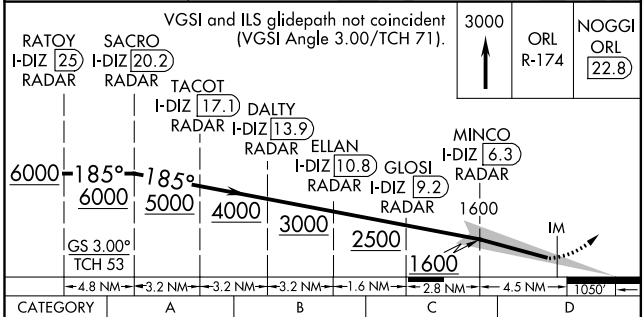 VGSI and ILS glidepath not coincident
(VGSI Angle 3.00/TCH 71).
3000
ORL
R-174
NOGGI
ORL
22.8
RATOY
I-DIZ 25
RADAR
SACRO
I-DIZ 20.2
RADAR
TACOT
I-DIZ 17.1
RADAR
DALTY
I-DIZ 13.9
RADAR
ELLAN
I-DIZ 10.8
RADAR
GLOSI
I-DIZ 9.2
RADAR
MINCO
I-DIZ 6.3
RADAR
1600
IM
6000 185° 185°
6000 5000 4000 3000 2500 1600
GS 3.00°
TCH 53
4.8 NM 3.2 NM 3.2 NM 3.2 NM 1.6 NM 2.8 NM 4.5 NM 1050'
CATEGORY A B C D